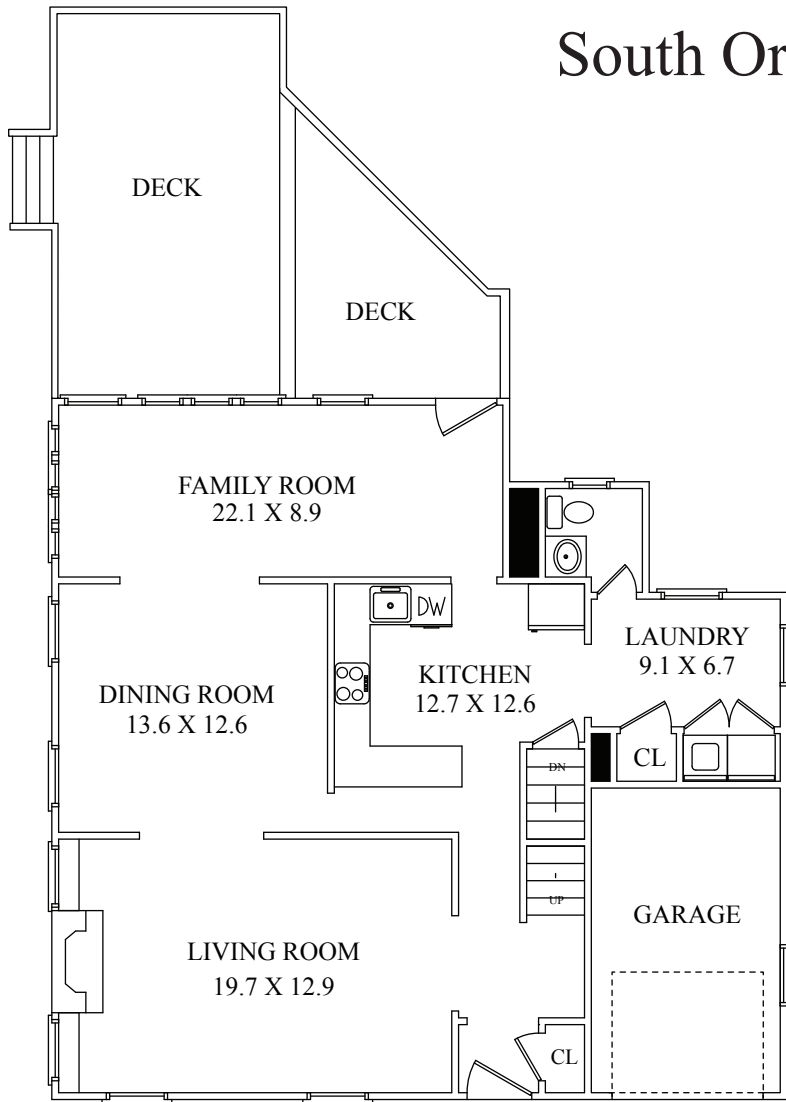 South Or
DECK
DECK
FAMILY ROOM
22.1 X 8.9
DW
LAUNDRY
9.1 X 6.7
KITCHEN
12.7 X 12.6
DINING ROOM
13.6 X 12.6
DN
CL
UP
GARAGE
LIVING ROOM
19.7 X 12.9
CL